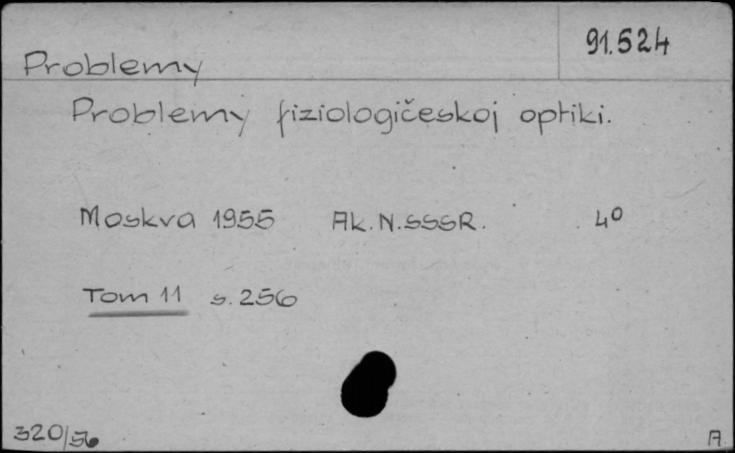 91.524
Problemy
Problemy fiziologičeskoj optiki.
Moskva 1955 Ak. N. SSSR. 4°
Tom 11 s. 256
320/56 A